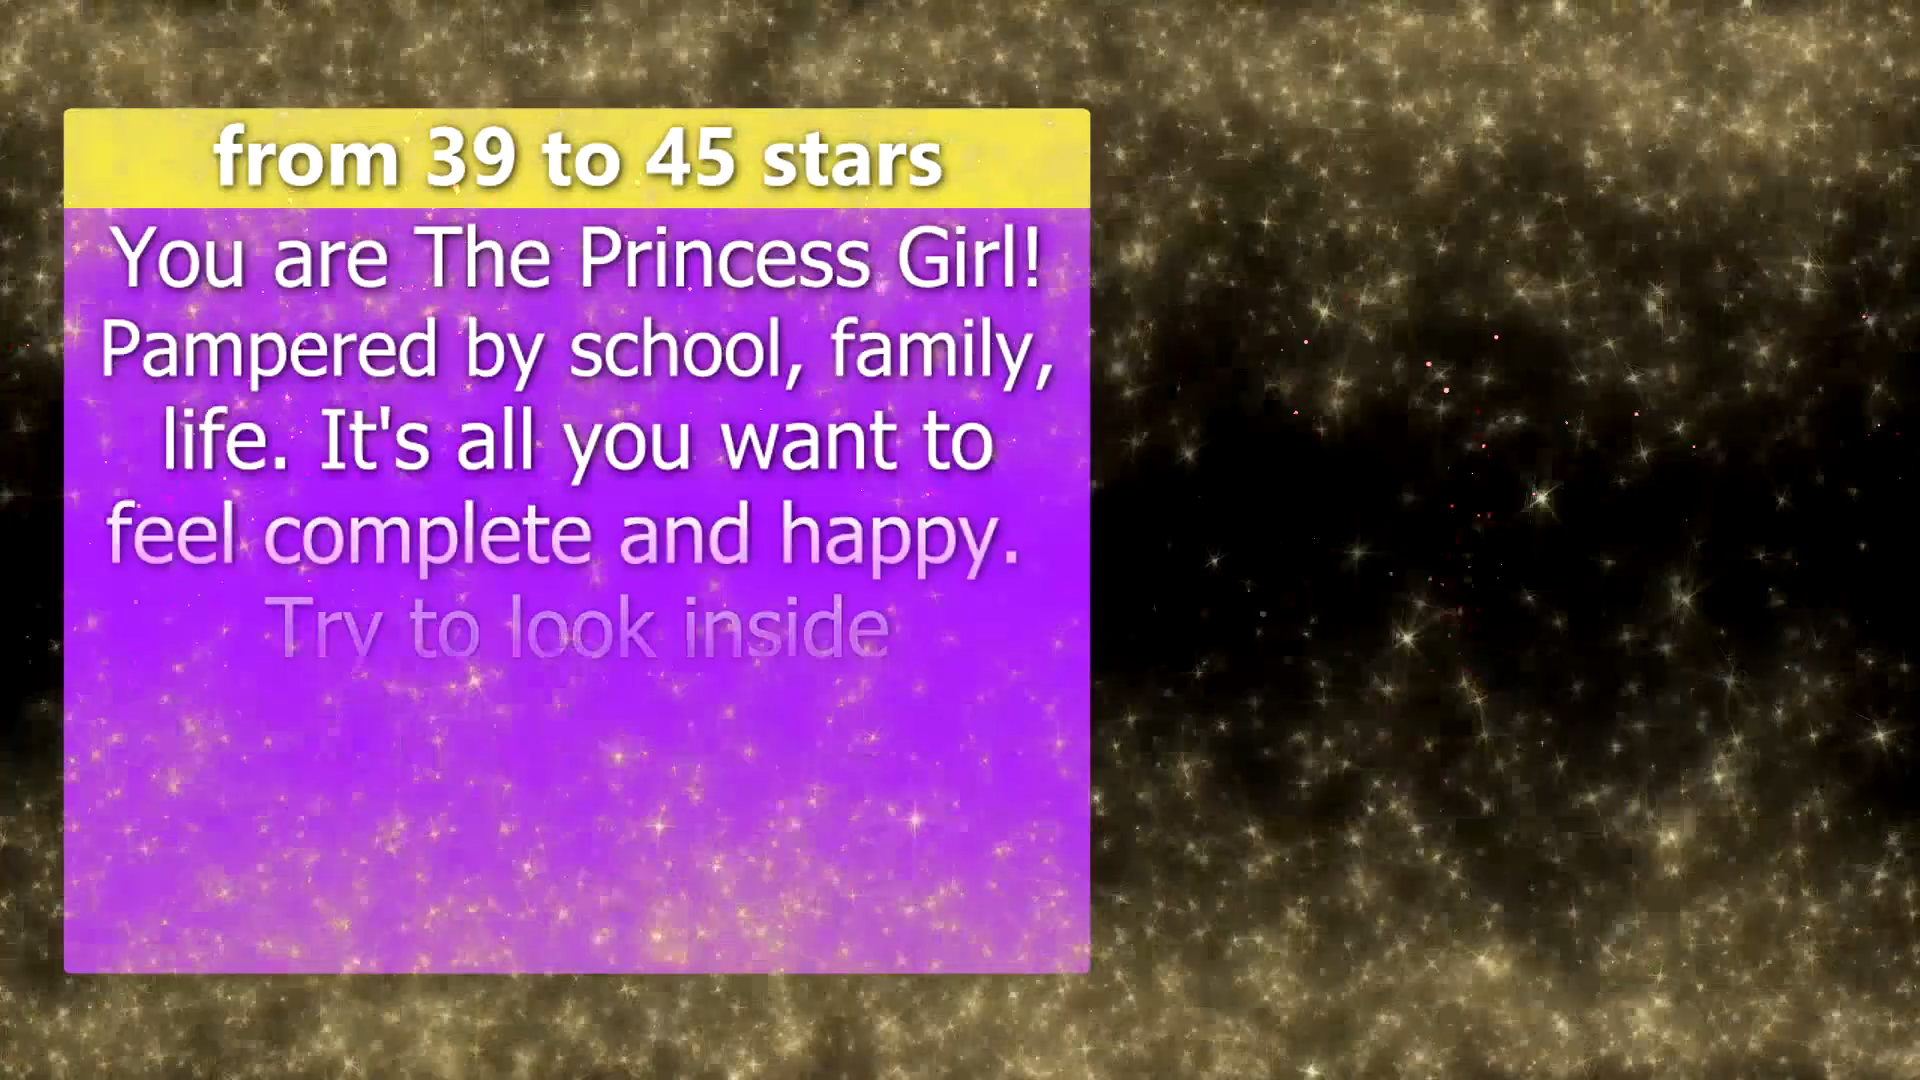 from 39 to 45 stars
You are The Princess Girl!
Pampered by school, family,
life. It's all you want to
feel complete and happy.
Try to look inside